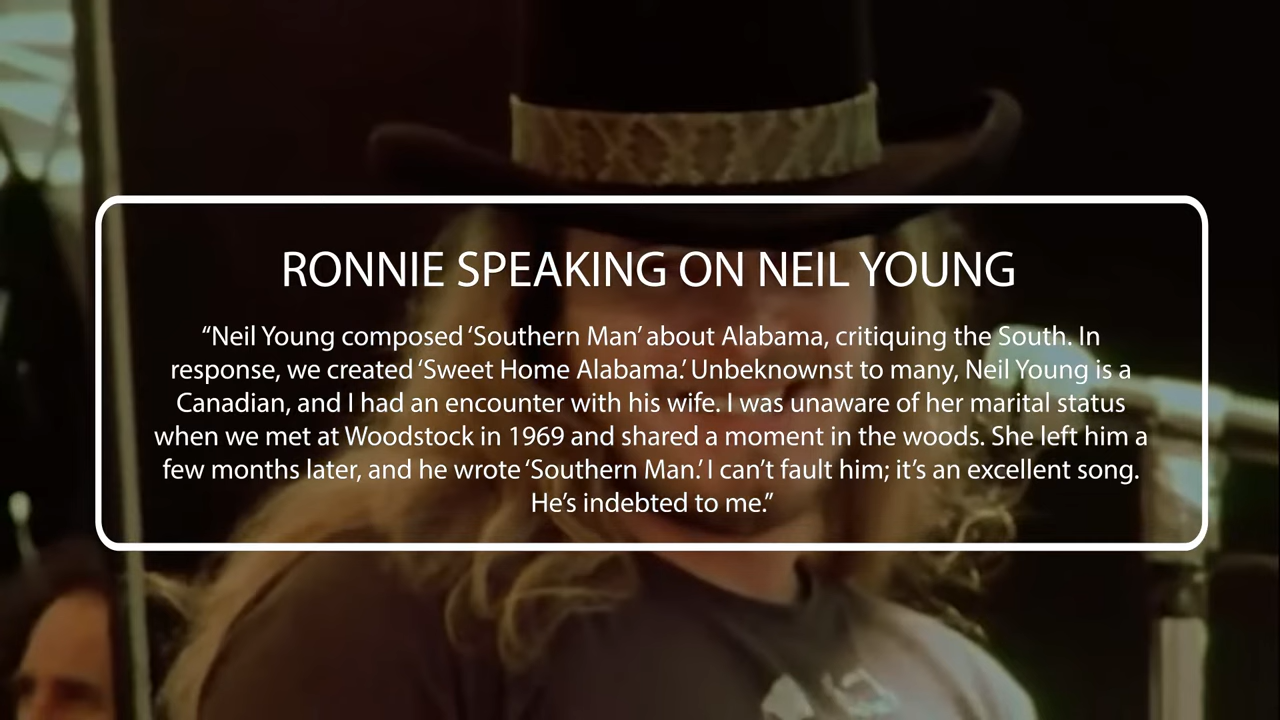 RONNIE SPEAKING ON NEIL YOUNG
“Neil Young composed ‘Southern Man’ about Alabama, critiquing the South. In
response, we created ‘Sweet Home Alabama.’ Unbeknownst to many, Neil Young is a
Canadian, and I had an encounter with his wife. I was unaware of her marital status
when we met at Woodstock in 1969 and shared a moment in the woods. She left him a
few months later, and he wrote ‘Southern Man.’ I can’t fault him; it’s an excellent song.
He’s indebted to me.”